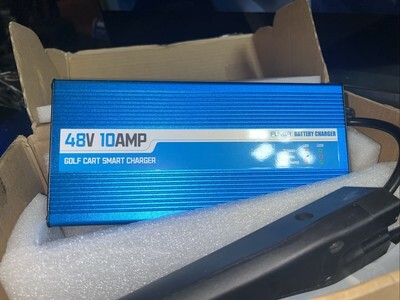 48V 10AMP
BATTERY CHARGER
GOLF CART SMART CHARGER